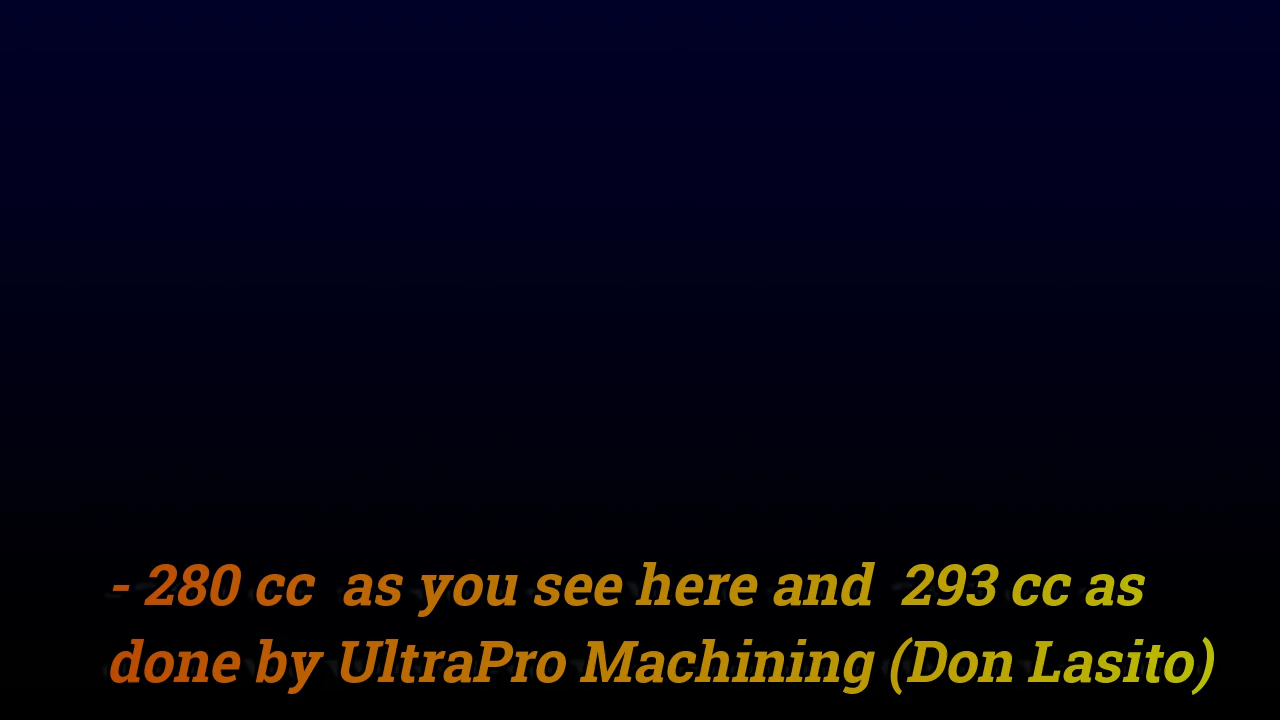 - 280 cc  as you see here and  293 cc as
done by UltraPro Machining (Don Lasito)